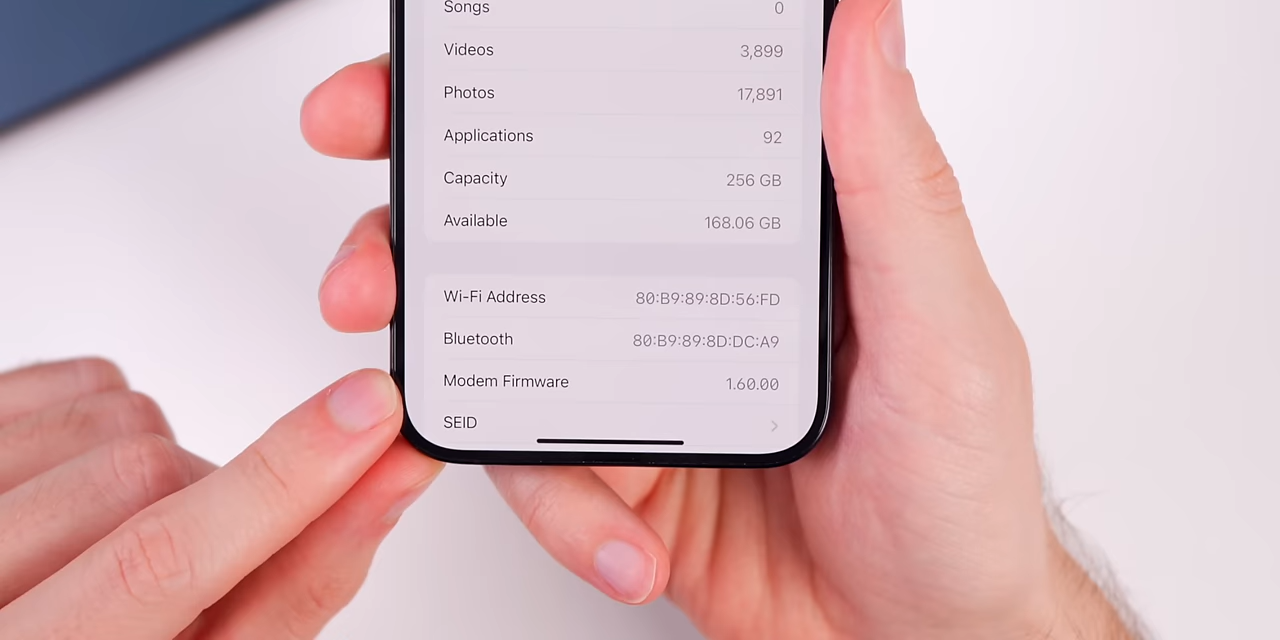 Songs 0
Videos 3,899
Photos 17,891
Applications 92
Capacity 256 GB
Available 168.06 GB
Wi-Fi Address 80:B9:89:8D:56:FD
Bluetooth 80:B9:89:8D:DC:A9
Modem Firmware 1.60.00
SEID